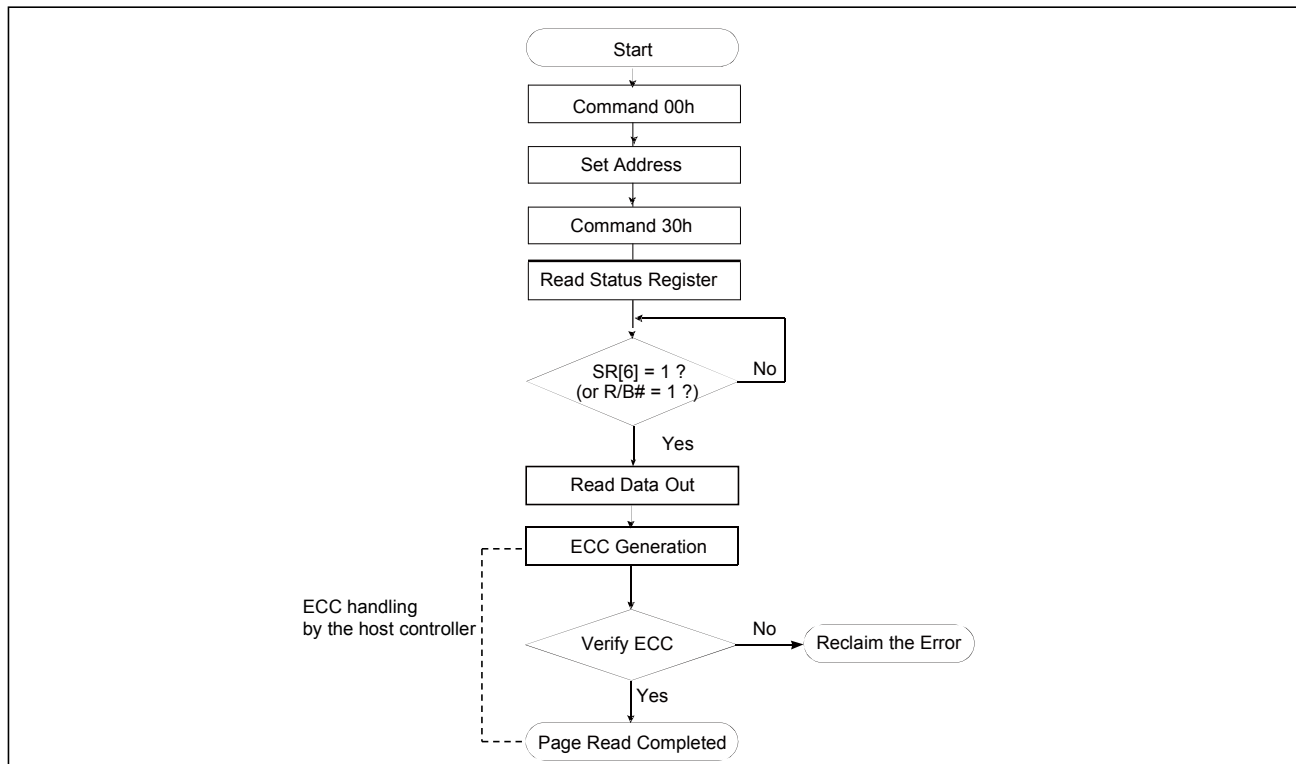 Start
Command 00h
Set Address
Command 30h
Read Status Register
SR[6] = 1 ?
(or R/B# = 1 ?)
No
Yes
Read Data Out
ECC Generation
ECC handling
by the host controller
Verify ECC
No
Reclaim the Error
Yes
Page Read Completed